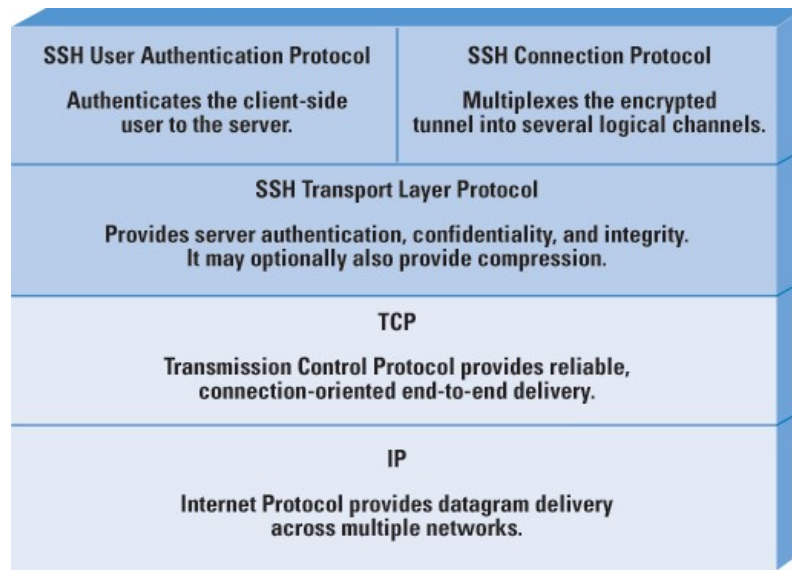 SSH User Authentication Protocol
Authenticates the client-side
user to the server.
SSH Connection Protocol
Multiplexes the encrypted
tunnel into several logical channels.
SSH Transport Layer Protocol
Provides server authentication, confidentiality, and integrity.
It may optionally also provide compression.
TCP
Transmission Control Protocol provides reliable,
connection-oriented end-to-end delivery.
IP
Internet Protocol provides datagram delivery
across multiple networks.